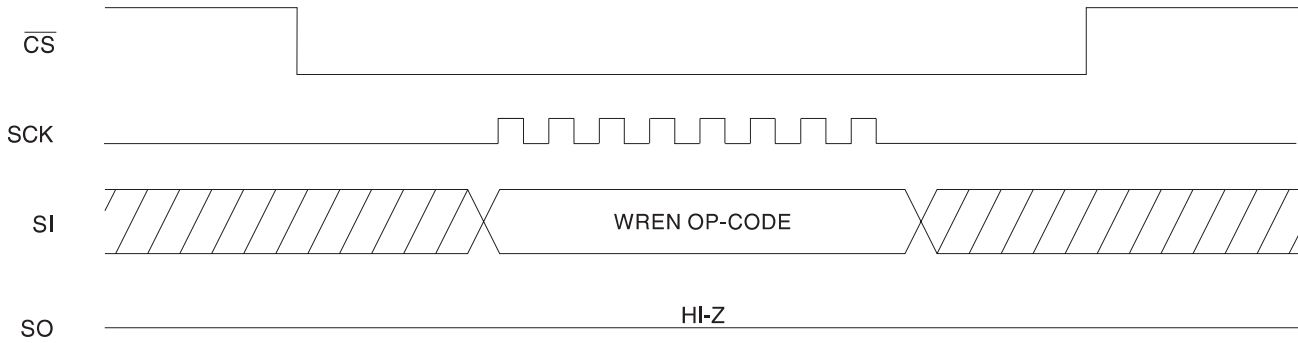 CS
SCK
SI
WREN OP-CODE
HI-Z
SO